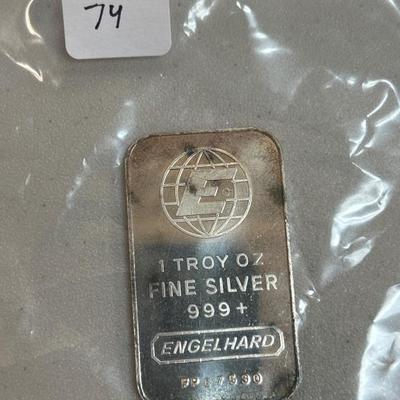 74
E
1 TROY OZ
FINE SILVER
999+
ENGELHARD